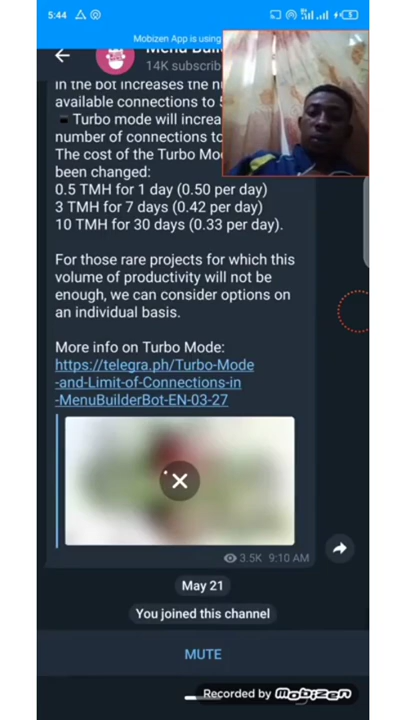 5:44
Mobizen App is using
Menu Buil
14K subscrib
In the bot increases the nu
available connections to 5
Turbo mode will increa
number of connections to
The cost of the Turbo Mo
been changed:
0.5 TMH for 1 day (0.50 per day)
3 TMH for 7 days (0.42 per day)
10 TMH for 30 days (0.33 per day).
For those rare projects for which this
volume of productivity will not be
enough, we can consider options on
an individual basis.
More info on Turbo Mode:
https://telegra.ph/Turbo-Mode
-and-Limit-of-Connections-in
-MenuBuilderBot-EN-03-27
3.5K 9:10 AM
May 21
You joined this channel
MUTE
Recorded by mobizen